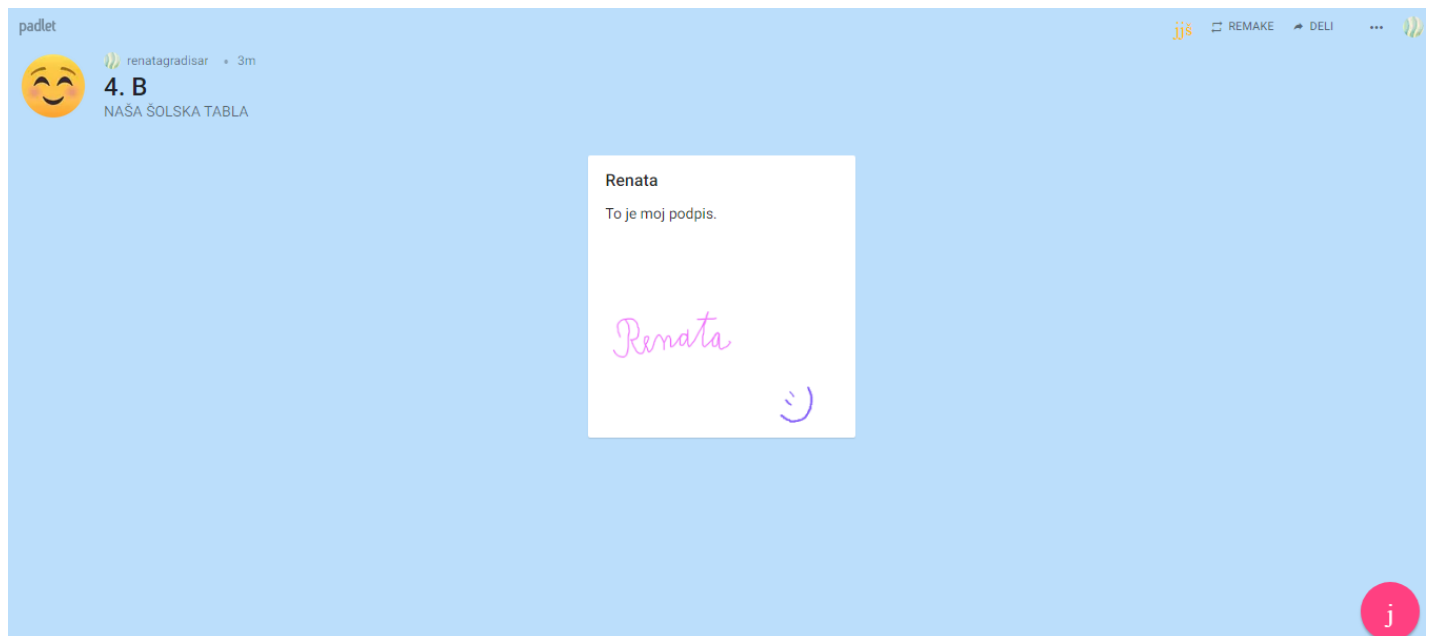 padlet
jjš REMAKE DELI
renatagradisar • 3m
4. B
NAŠA ŠOLSKA TABLA
Renata
To je moj podpis.
Renata
:)
j